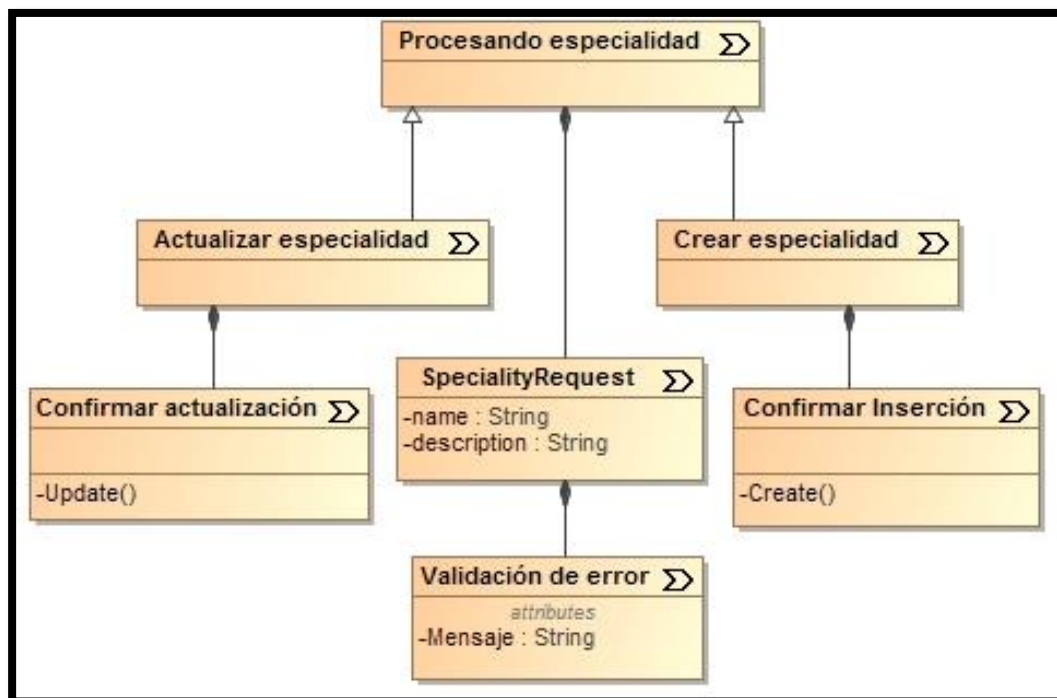 Procesando especialidad
Actualizar especialidad
Crear especialidad
SpecialityRequest
-name : String
-description : String
Confirmar actualización
-Update()
Confirmar Inserción
-Create()
Validación de error
attributes
-Mensaje : String